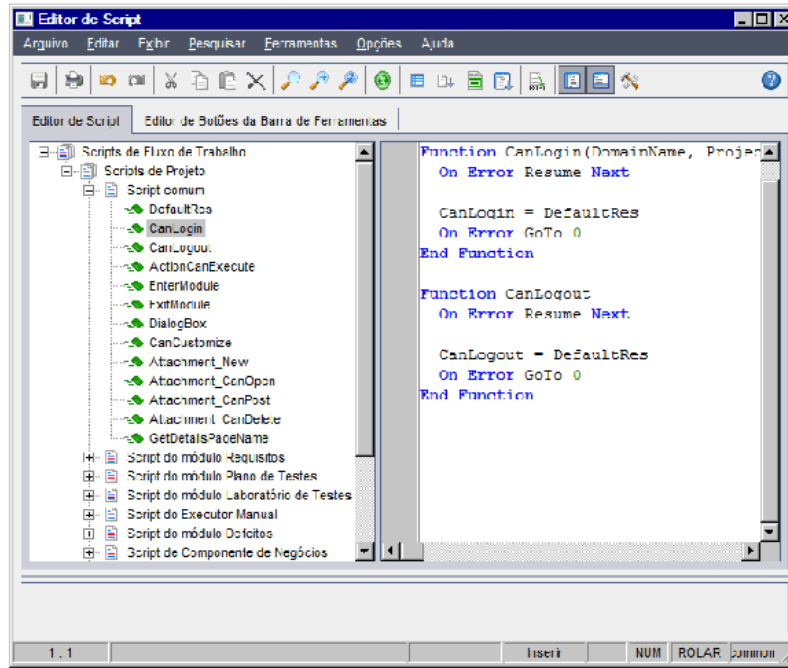 Editor de Script
Arquivo Editar Exibir Pesquisar Ferramentas Opções Ajuda
Editor de Script Editor de Botões da Barra de Ferramentas
Scripts de Fluxo de Trabalho
Scripts de Projeto
Script comum
DefaultRes
CanLogin
CanLogout
ActionCanExecute
EnterModule
ExitModule
DialogBox
CanCustomize
Attachment_New
Attachment_CanOpen
Attachment_CanPost
Attachment_CanDelete
GetDetailsPageName
Script do módulo Requisitos
Script do módulo Plano de Testes
Script do módulo Laboratório de Testes
Script do Executor Manual
Script do módulo Defeitos
Script de Componente de Negócios
Function CanLogin(DomainName, Projec
On Error Resume Next
CanLogin = DefaultRes
On Error GoTo 0
End Function
Function CanLogout
On Error Resume Next
CanLogout = DefaultRes
On Error GoTo 0
End Function
1 . 1 Inserir NUM ROLAR common